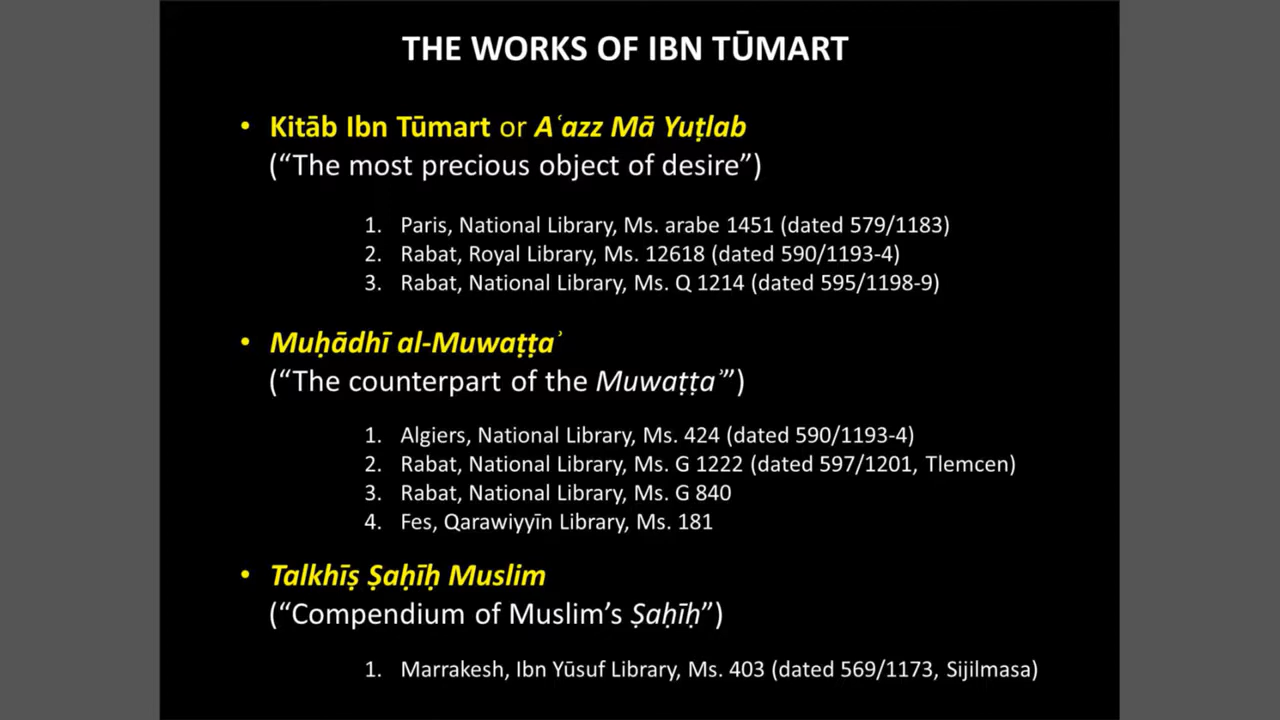 THE WORKS OF IBN TŪMART
• Kitāb Ibn Tūmart or Aʿazz Mā Yuṭlab
(“The most precious object of desire”)
1. Paris, National Library, Ms. arabe 1451 (dated 579/1183)
2. Rabat, Royal Library, Ms. 12618 (dated 590/1193-4)
3. Rabat, National Library, Ms. Q 1214 (dated 595/1198-9)
• Muḥādhī al-Muwaṭṭaʾ
(“The counterpart of the Muwaṭṭaʾ”)
1. Algiers, National Library, Ms. 424 (dated 590/1193-4)
2. Rabat, National Library, Ms. G 1222 (dated 597/1201, Tlemcen)
3. Rabat, National Library, Ms. G 840
4. Fes, Qarawiyyīn Library, Ms. 181
• Talkhīṣ Ṣaḥīḥ Muslim
(“Compendium of Muslim’s Ṣaḥīḥ”)
1. Marrakesh, Ibn Yūsuf Library, Ms. 403 (dated 569/1173, Sijilmasa)